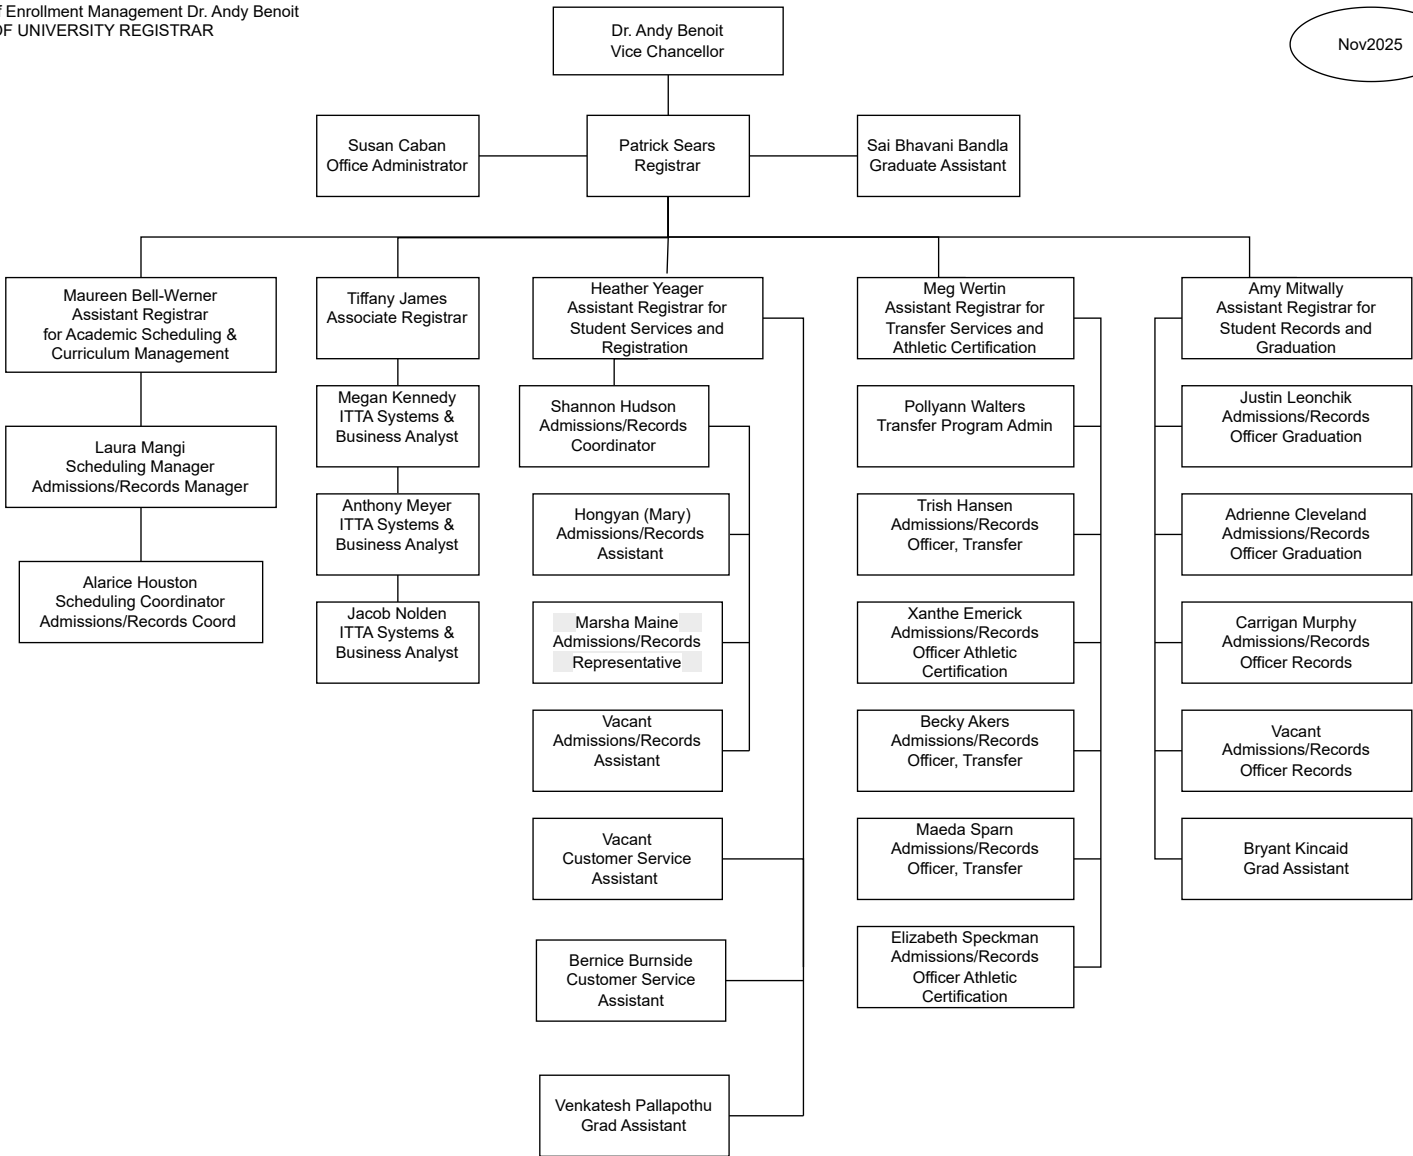 Enrollment Management Dr. Andy Benoit
OF UNIVERSITY REGISTRAR
Dr. Andy Benoit
Vice Chancellor
Nov2025
Susan Caban
Office Administrator
Patrick Sears
Registrar
Sai Bhavani Bandla
Graduate Assistant
Maureen Bell-Werner
Assistant Registrar
for Academic Scheduling &
Curriculum Management
Laura Mangi
Scheduling Manager
Admissions/Records Manager
Alarice Houston
Scheduling Coordinator
Admissions/Records Coord
Tiffany James
Associate Registrar
Megan Kennedy
ITTA Systems &
Business Analyst
Anthony Meyer
ITTA Systems &
Business Analyst
Jacob Nolden
ITTA Systems &
Business Analyst
Heather Yeager
Assistant Registrar for
Student Services and
Registration
Shannon Hudson
Admissions/Records
Coordinator
Hongyan (Mary)
Admissions/Records
Assistant
Marsha Maine
Admissions/Records
Representative
Vacant
Admissions/Records
Assistant
Vacant
Customer Service
Assistant
Bernice Burnside
Customer Service
Assistant
Venkatesh Pallapothu
Grad Assistant
Meg Wertin
Assistant Registrar for
Transfer Services and
Athletic Certification
Pollyann Walters
Transfer Program Admin
Trish Hansen
Admissions/Records
Officer, Transfer
Xanthe Emerick
Admissions/Records
Officer Athletic
Certification
Becky Akers
Admissions/Records
Officer, Transfer
Maeda Sparn
Admissions/Records
Officer, Transfer
Elizabeth Speckman
Admissions/Records
Officer Athletic
Certification
Amy Mitwally
Assistant Registrar for
Student Records and
Graduation
Justin Leonchik
Admissions/Records
Officer Graduation
Adrienne Cleveland
Admissions/Records
Officer Graduation
Carrigan Murphy
Admissions/Records
Officer Records
Vacant
Admissions/Records
Officer Records
Bryant Kincaid
Grad Assistant